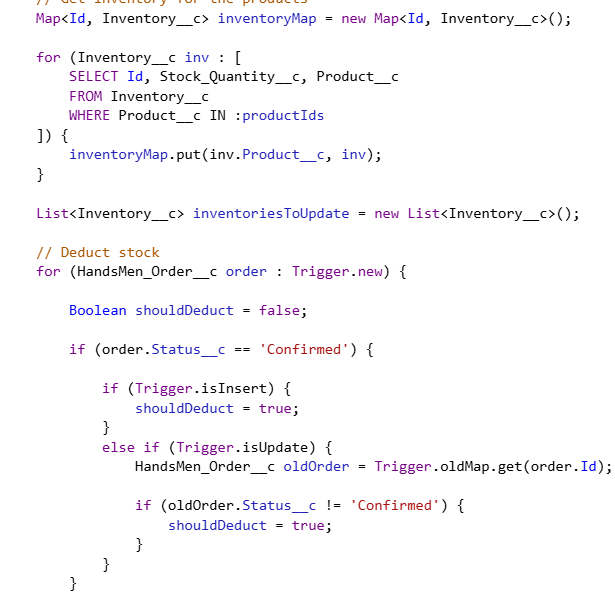 // Get inventory for the products
Map<Id, Inventory__c> inventoryMap = new Map<Id, Inventory__c>();
for (Inventory__c inv : [
SELECT Id, Stock_Quantity__c, Product__c
FROM Inventory__c
WHERE Product__c IN :productIds
]) {
inventoryMap.put(inv.Product__c, inv);
}
List<Inventory__c> inventoriesToUpdate = new List<Inventory__c>();
// Deduct stock
for (HandsMen_Order__c order : Trigger.new) {
Boolean shouldDeduct = false;
if (order.Status__c == 'Confirmed') {
if (Trigger.isInsert) {
shouldDeduct = true;
}
else if (Trigger.isUpdate) {
HandsMen_Order__c oldOrder = Trigger.oldMap.get(order.Id);
if (oldOrder.Status__c != 'Confirmed') {
shouldDeduct = true;
}
}
}